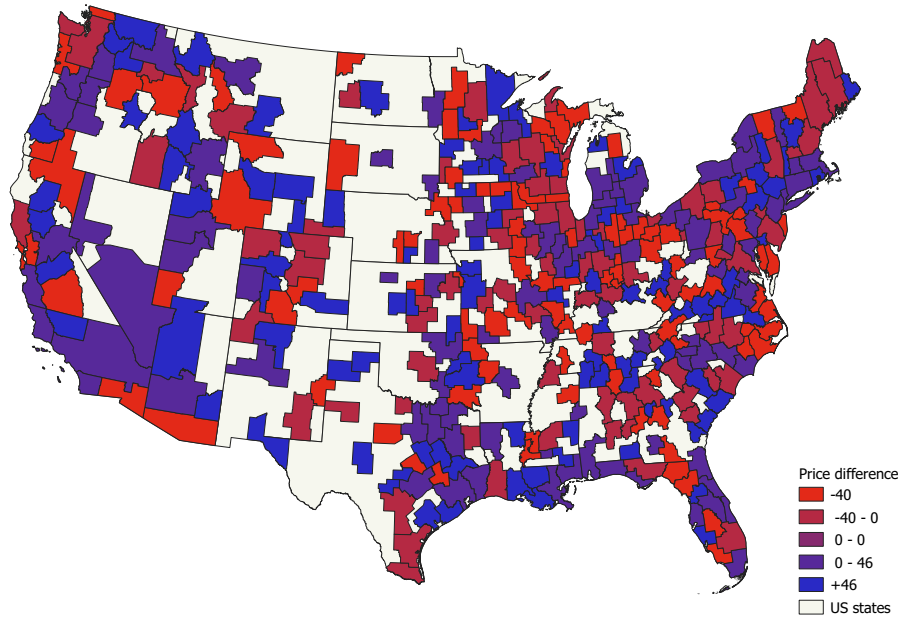 Price difference
-40
-40 - 0
0 - 0
0 - 46
+46
US states